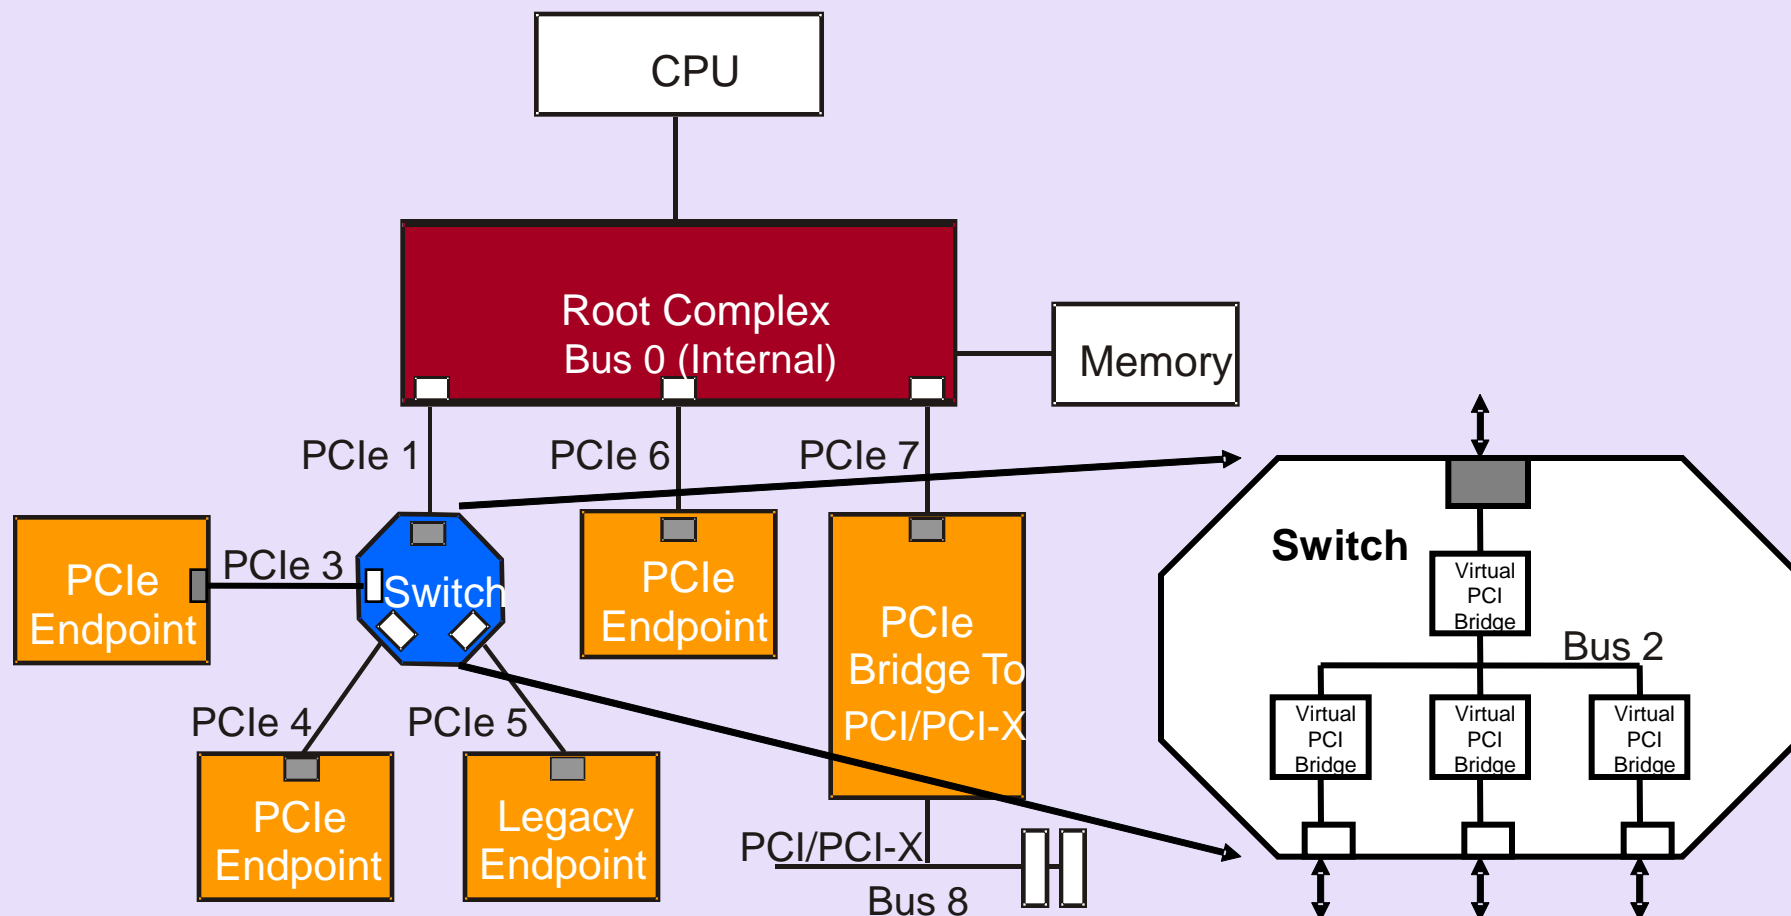 CPU
Root Complex
Bus 0 (Internal)
Memory
PCIe 1
PCIe 6
PCIe 7
PCIe
Endpoint
PCIe 3
Switch
PCIe
Endpoint
PCIe
Bridge To
PCI/PCI-X
PCIe 4
PCIe 5
PCIe
Endpoint
Legacy
Endpoint
PCI/PCI-X
Bus 8
Switch
Virtual
PCI
Bridge
Bus 2
Virtual
PCI
Bridge
Virtual
PCI
Bridge
Virtual
PCI
Bridge